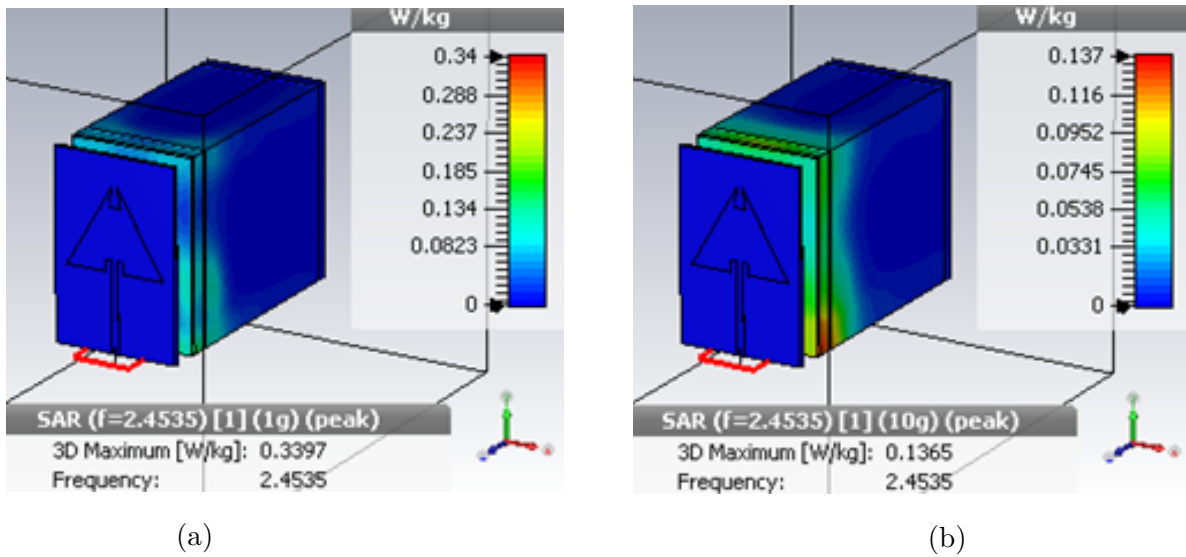 W/kg
0.34
0.288
0.237
0.185
0.134
0.0823
0
SAR (f=2.4535) [1] (1g) (peak)
3D Maximum [W/kg]: 0.3397
Frequency: 2.4535
(a)
W/kg
0.137
0.116
0.0952
0.0745
0.0538
0.0331
0
SAR (f=2.4535) [1] (10g) (peak)
3D Maximum [W/kg]: 0.1365
Frequency: 2.4535
(b)